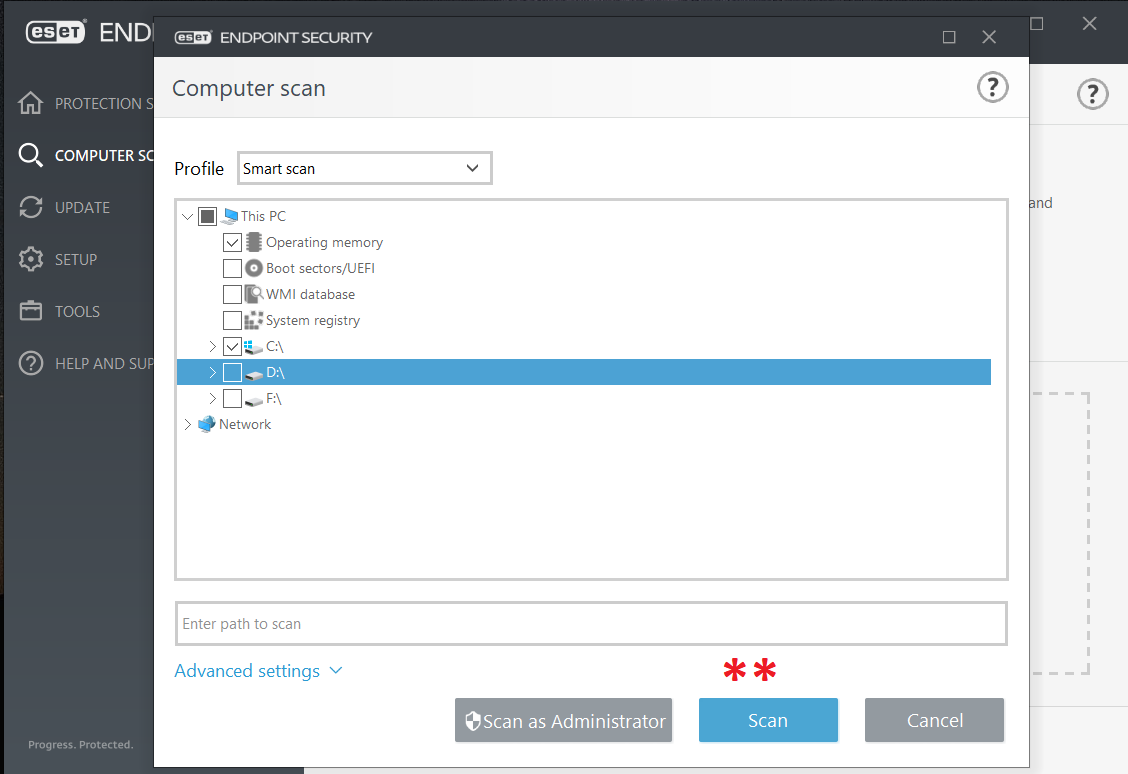 eset END
eset ENDPOINT SECURITY
Computer scan
?
?
PROTECTION S
COMPUTER SC
UPDATE
SETUP
TOOLS
HELP AND SUP
and
Profile Smart scan
This PC
Operating memory
Boot sectors/UEFI
WMI database
System registry
C:\
D:\
F:\
Network
Enter path to scan
Advanced settings
**
Scan as Administrator Scan Cancel
Progress. Protected.